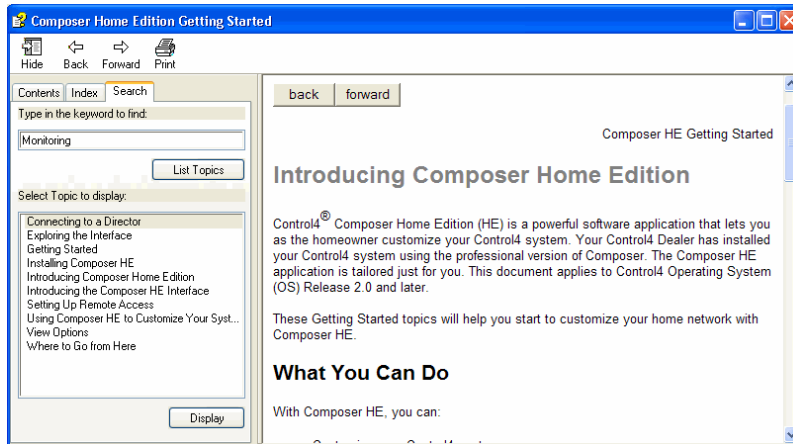 Composer Home Edition Getting Started
Hide Back Forward Print
Contents Index Search
Type in the keyword to find:
Monitoring
List Topics
Select Topic to display:
Connecting to a Director
Exploring the Interface
Getting Started
Installing Composer HE
Introducing Composer Home Edition
Introducing the Composer HE Interface
Setting Up Remote Access
Using Composer HE to Customize Your Syst...
View Options
Where to Go from Here
Display
back forward
Composer HE Getting Started
Introducing Composer Home Edition
Control4® Composer Home Edition (HE) is a powerful software application that lets you
as the homeowner customize your Control4 system. Your Control4 Dealer has installed
your Control4 system using the professional version of Composer. The Composer HE
application is tailored just for you. This document applies to Control4 Operating System
(OS) Release 2.0 and later.
These Getting Started topics will help you start to customize your home network with
Composer HE.
What You Can Do
With Composer HE, you can: